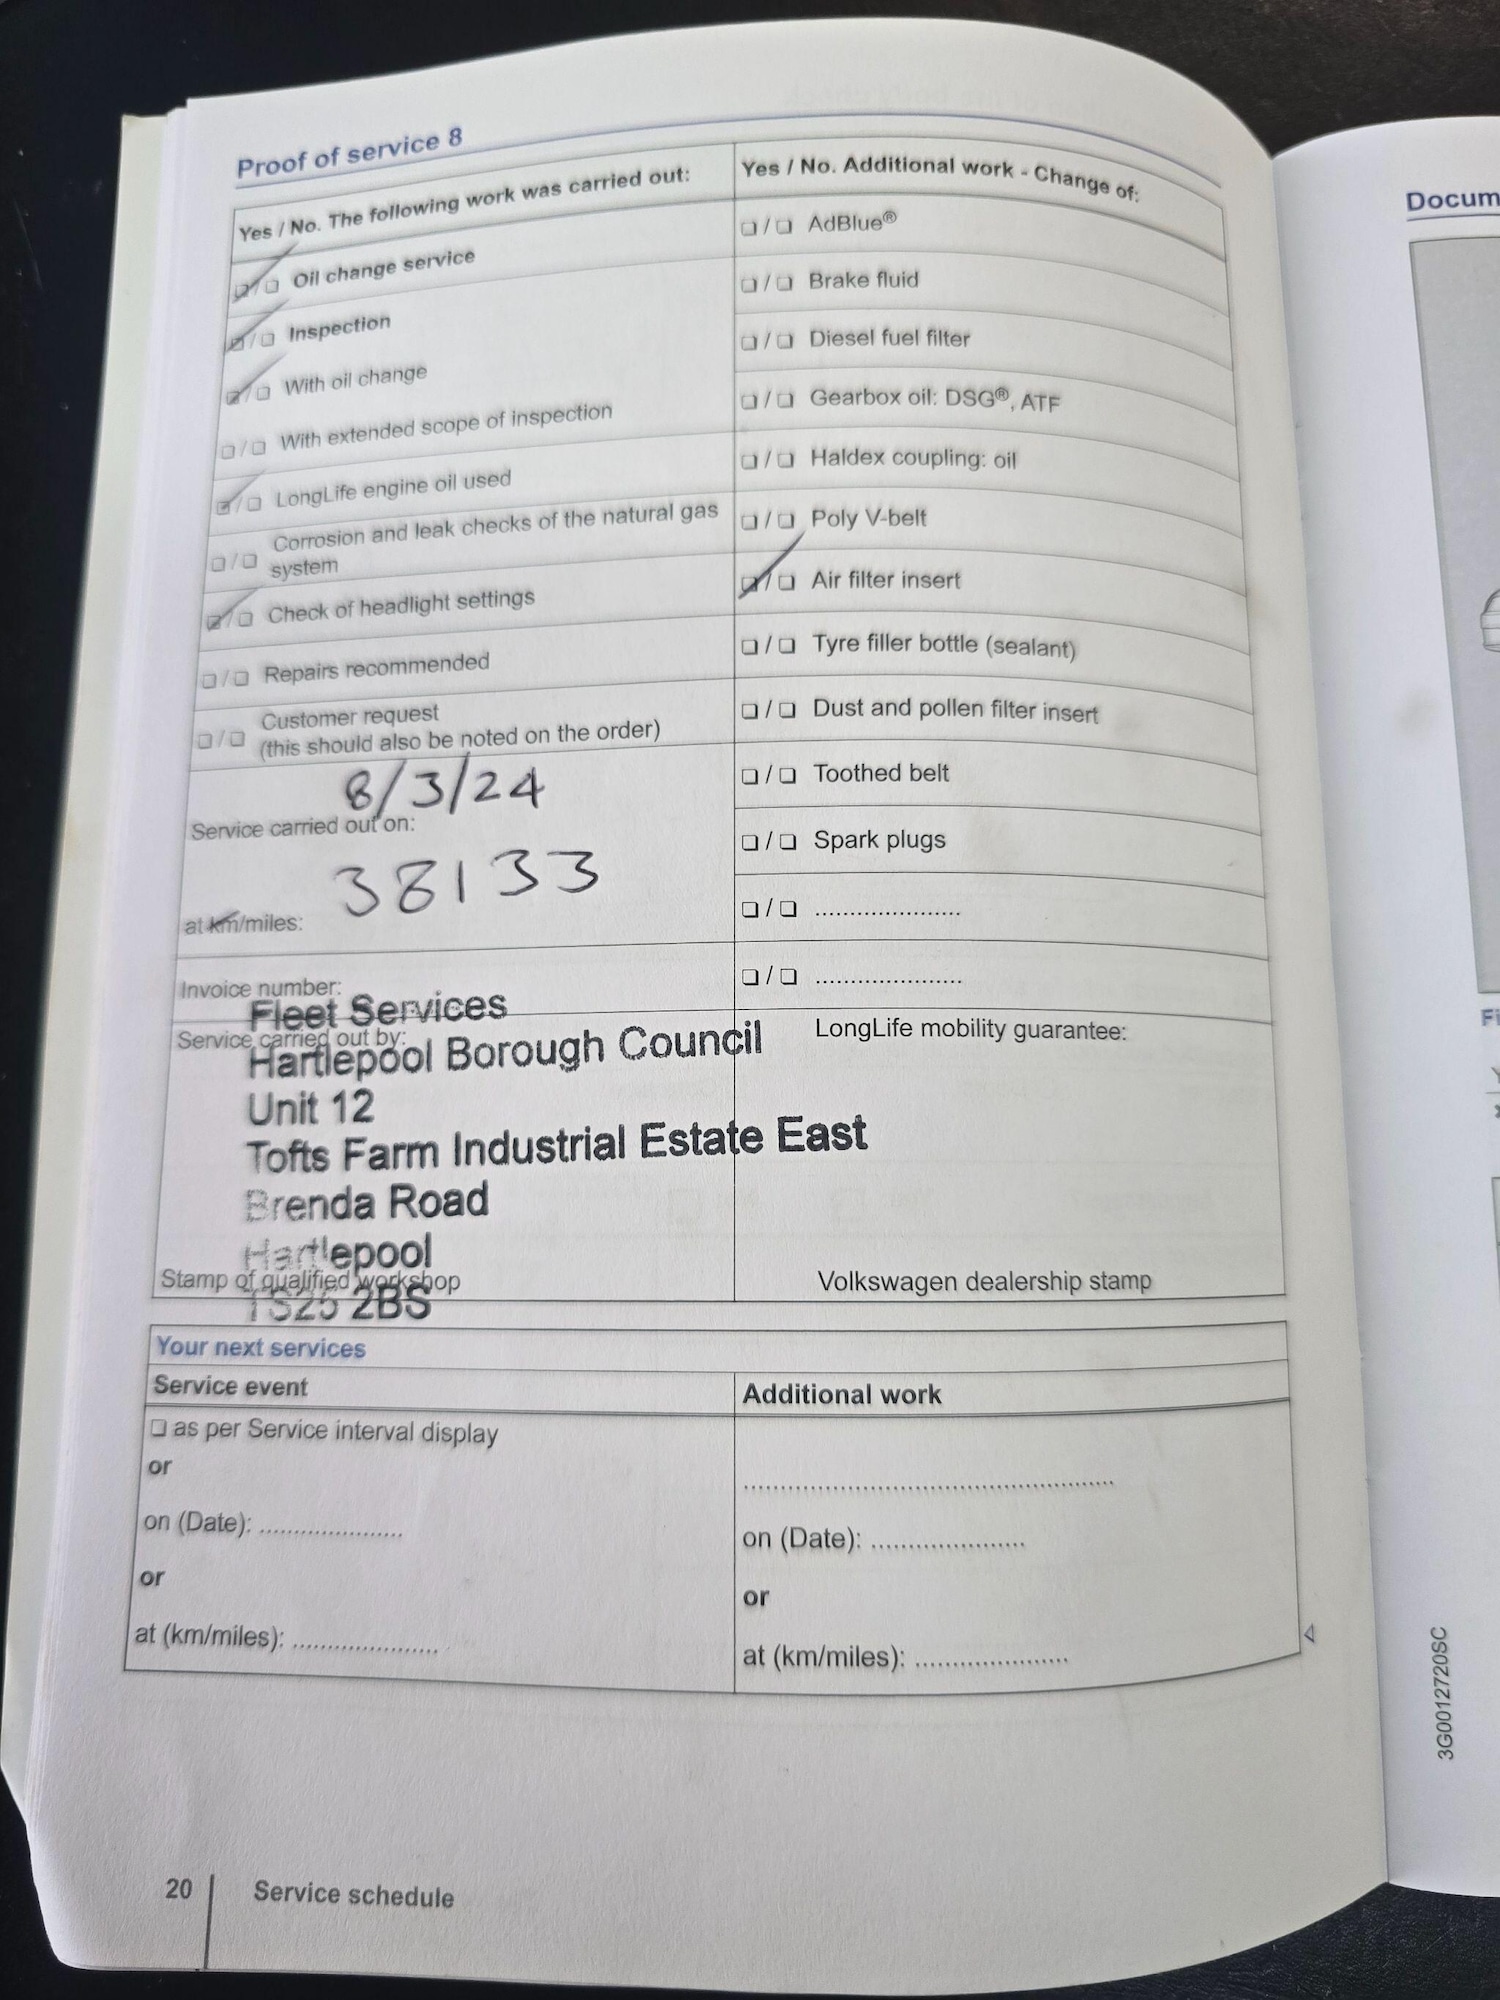 Proof of service 8
Yes / No. The following work was carried out:
❏/❏ Oil change service
❏/❏ Inspection
❏/❏ With oil change
❏/❏ With extended scope of inspection
❏/❏ LongLife engine oil used
❏/❏ Corrosion and leak checks of the natural gas
system
❏/❏ Check of headlight settings
❏/❏ Repairs recommended
❏/❏ Customer request
(this should also be noted on the order)
8/3/24
Service carried out on:
38133
at km/miles:
Invoice number:
Fleet Services
Service carried out by:
Hartlepool Borough Council
Unit 12
Tofts Farm Industrial Estate East
Brenda Road
Hartlepool
Stamp of qualified workshop
TS25 2BS
Yes / No. Additional work - Change of:
❏/❏ AdBlue®
❏/❏ Brake fluid
❏/❏ Diesel fuel filter
❏/❏ Gearbox oil: DSG®, ATF
❏/❏ Haldex coupling: oil
❏/❏ Poly V-belt
❏/❏ Air filter insert
❏/❏ Tyre filler bottle (sealant)
❏/❏ Dust and pollen filter insert
❏/❏ Toothed belt
❏/❏ Spark plugs
❏/❏ ....................
❏/❏ ....................
LongLife mobility guarantee:
Volkswagen dealership stamp
Your next services
Service event
❏ as per Service interval display
or
on (Date): ....................
or
at (km/miles): ....................
Additional work
..................................................
on (Date): .....................
or
at (km/miles): .....................
20
Service schedule
Docum
3G0012720SC